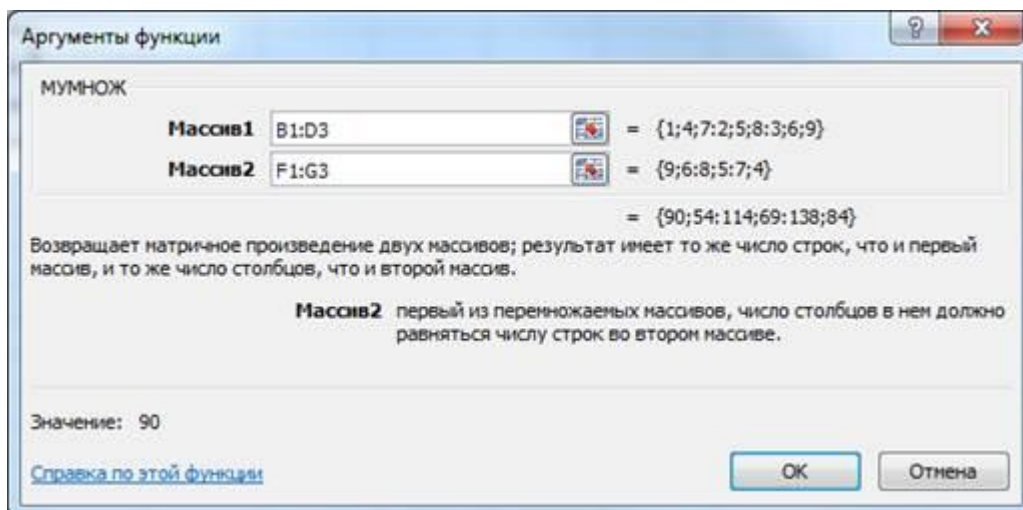 Аргументы функции
МУМНОЖ
Массив1 B1:D3 = {1;4;7:2;5;8:3;6;9}
Массив2 F1:G3 = {9;6:8;5:7;4}
= {90;54:114;69:138;84}
Возвращает матричное произведение двух массивов; результат имеет то же число строк, что и первый
массив, и то же число столбцов, что и второй массив.
Массив2 первый из перемножаемых массивов, число столбцов в нем должно
равняться числу строк во втором массиве.
Значение: 90
Справка по этой функции
ОК
Отмена